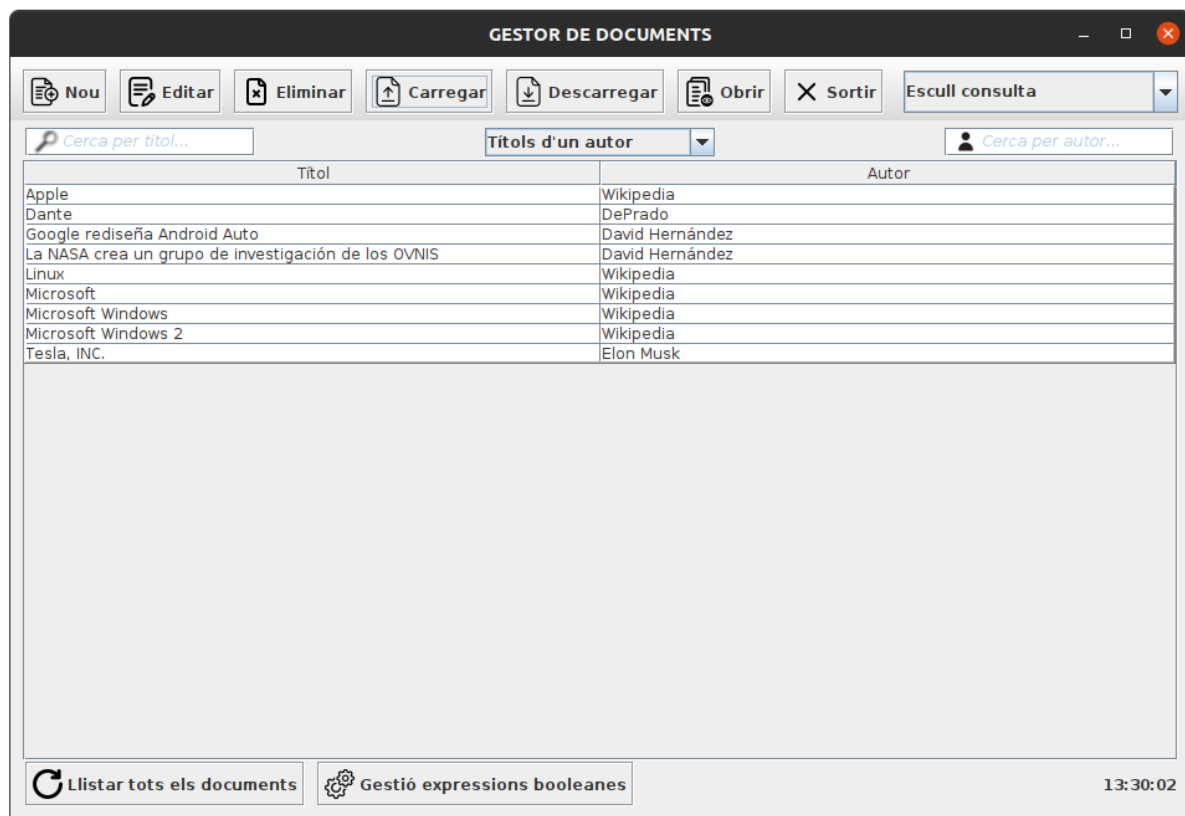 GESTOR DE DOCUMENTS
Nou Editar Eliminar Carregar Descarregar Obrir Sortir Escull consulta
Cerca per títol... Títols d'un autor Cerca per autor...
Títol Autor
Apple Wikipedia
Dante DePrado
Google rediseña Android Auto David Hernández
La NASA crea un grupo de investigación de los OVNIS David Hernández
Linux Wikipedia
Microsoft Wikipedia
Microsoft Windows Wikipedia
Microsoft Windows 2 Wikipedia
Tesla, INC. Elon Musk
Llistar tots els documents Gestió expressions booleanes 13:30:02